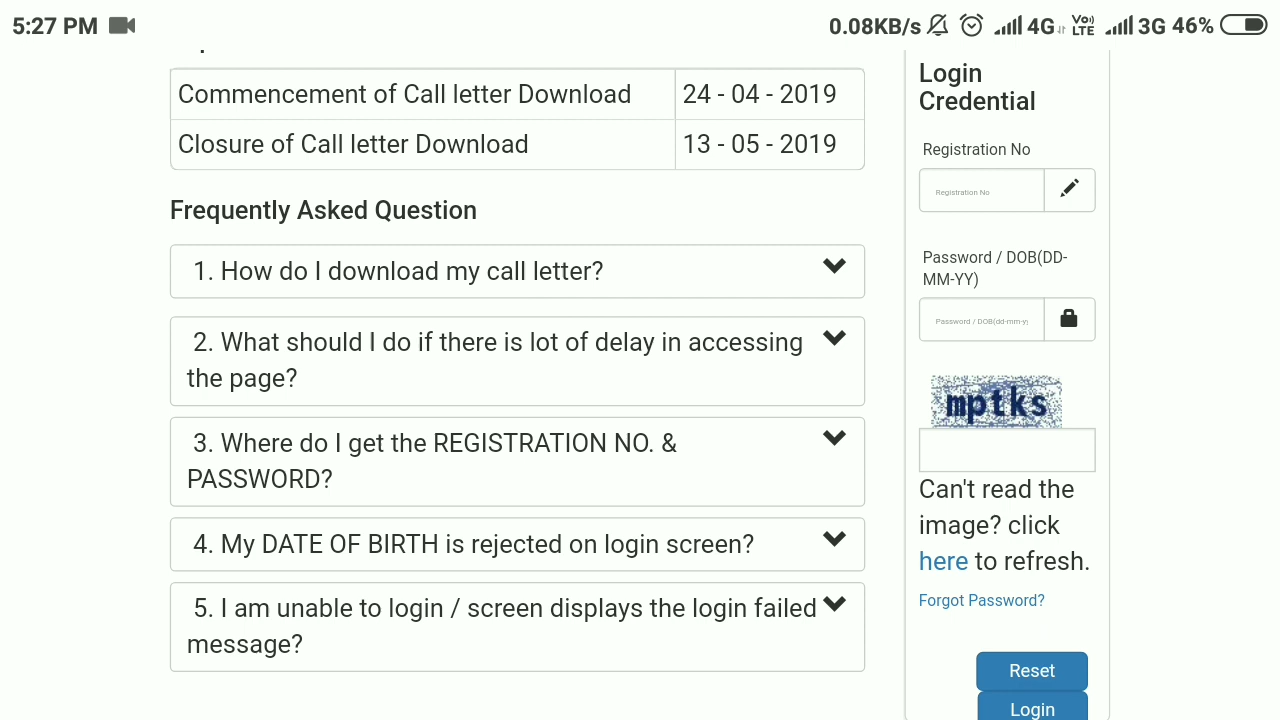 5:27 PM 0.08KB/s 4G VoLTE 3G 46%
Commencement of Call letter Download 24 - 04 - 2019
Closure of Call letter Download 13 - 05 - 2019
Frequently Asked Question
1. How do I download my call letter?
2. What should I do if there is lot of delay in accessing
the page?
3. Where do I get the REGISTRATION NO. &
PASSWORD?
4. My DATE OF BIRTH is rejected on login screen?
5. I am unable to login / screen displays the login failed
message?
Login
Credential
Registration No
Registration No
Password / DOB(DD-
MM-YY)
Password / DOB(dd-mm-y
mptks
Can't read the
image? click
here to refresh.
Forgot Password?
Reset
Login